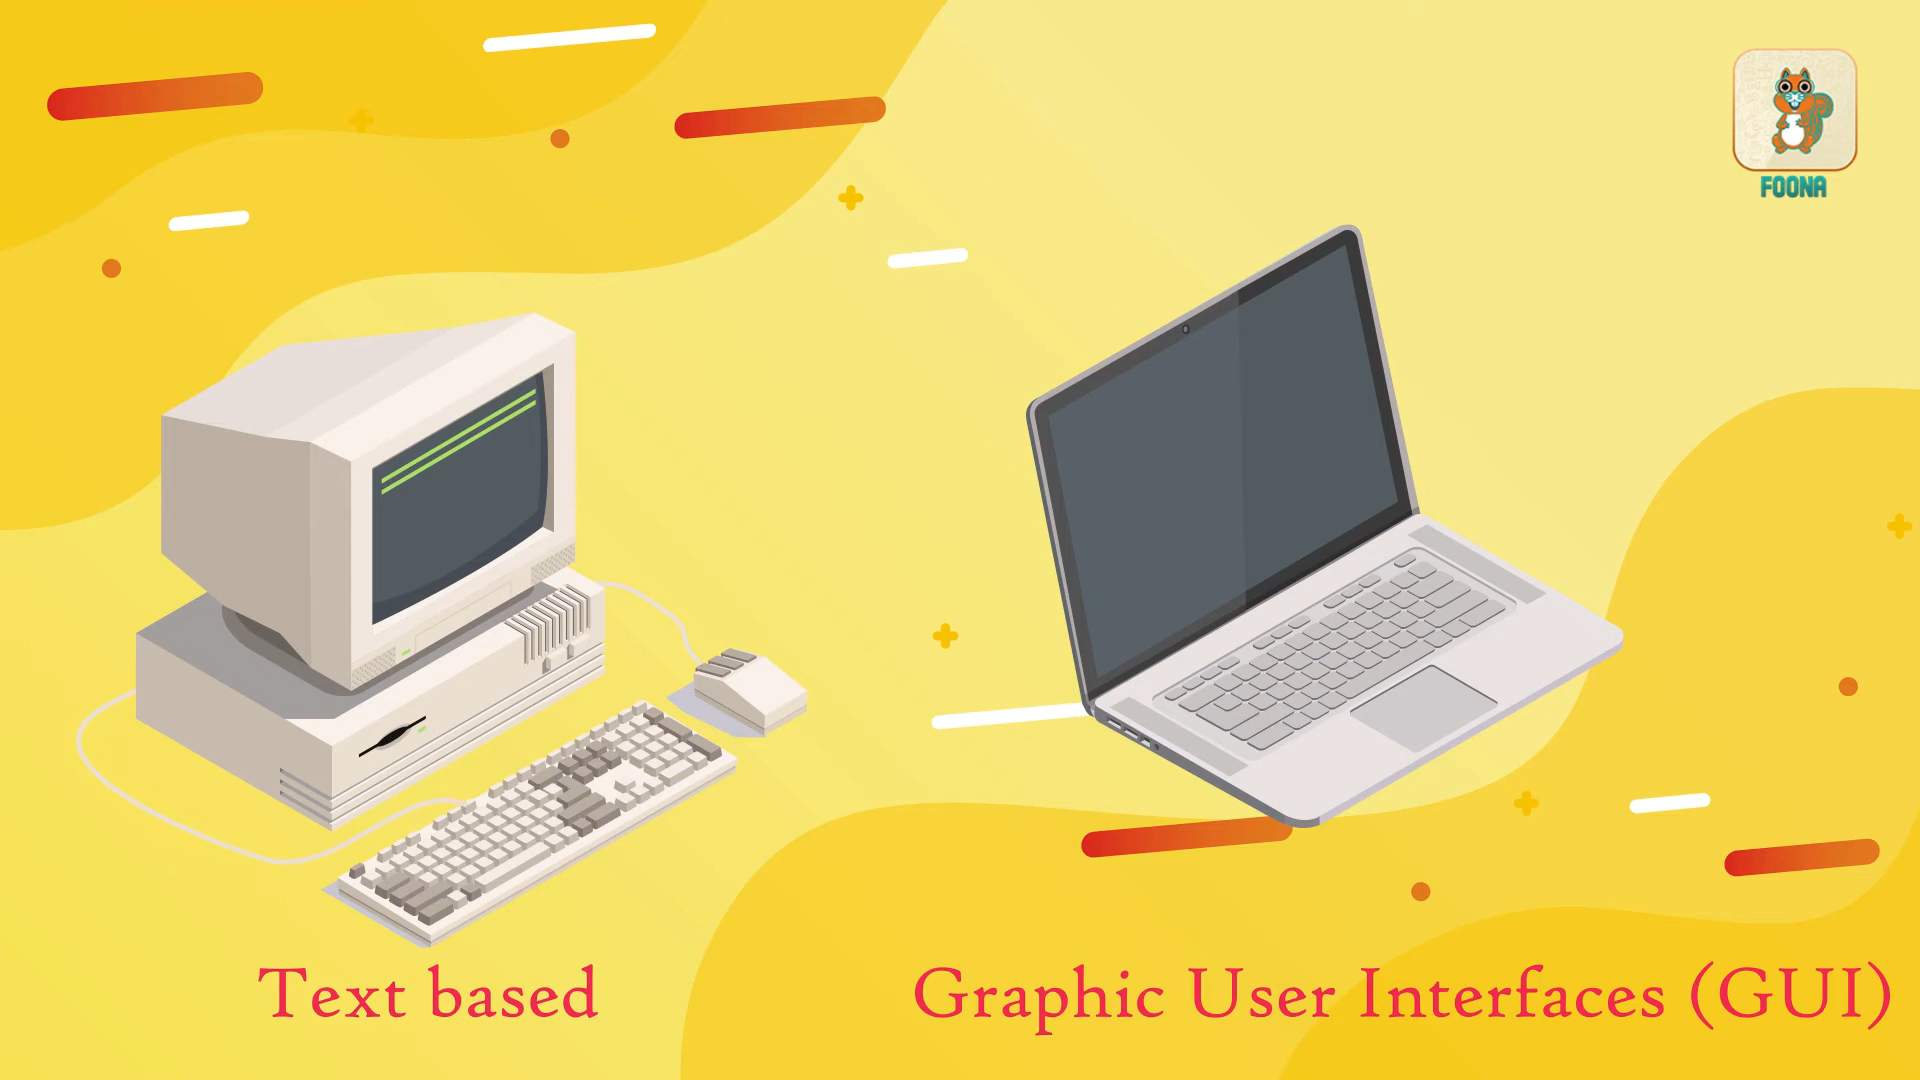 FOONA
Text based
Graphic User Interfaces (GUI)